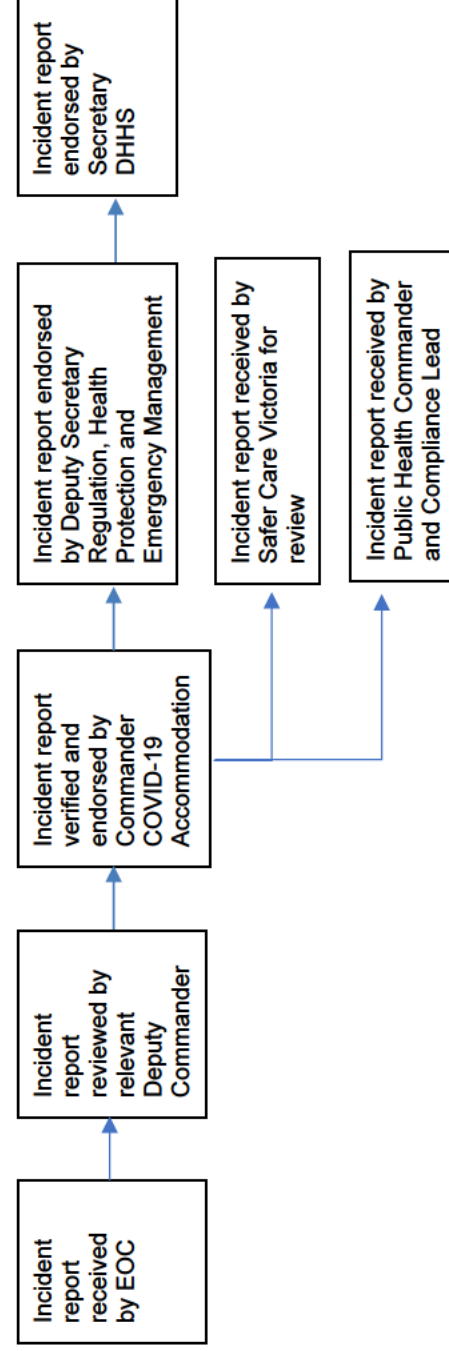 Incident
report
received
by EOC
Incident
report
reviewed by
relevant
Deputy
Commander
Incident report
verified and
endorsed by
Commander
COVID-19
Accommodation
Incident report endorsed
by Deputy Secretary
Regulation, Health
Protection and
Emergency Management
Incident report
endorsed by
Secretary
DHHS
Incident report received by
Safer Care Victoria for
review
Incident report received by
Public Health Commander
and Compliance Lead